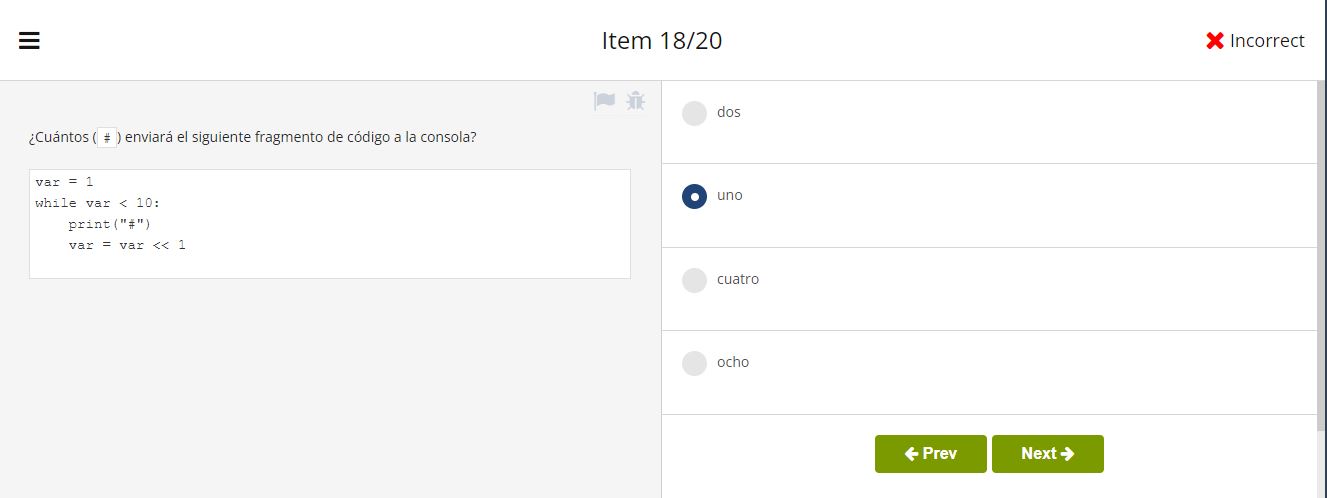 Item 18/20
Incorrect
¿Cuántos ( # ) enviará el siguiente fragmento de código a la consola?
var = 1
while var < 10:
    print("#")
    var = var << 1
dos
uno
cuatro
ocho
Prev
Next